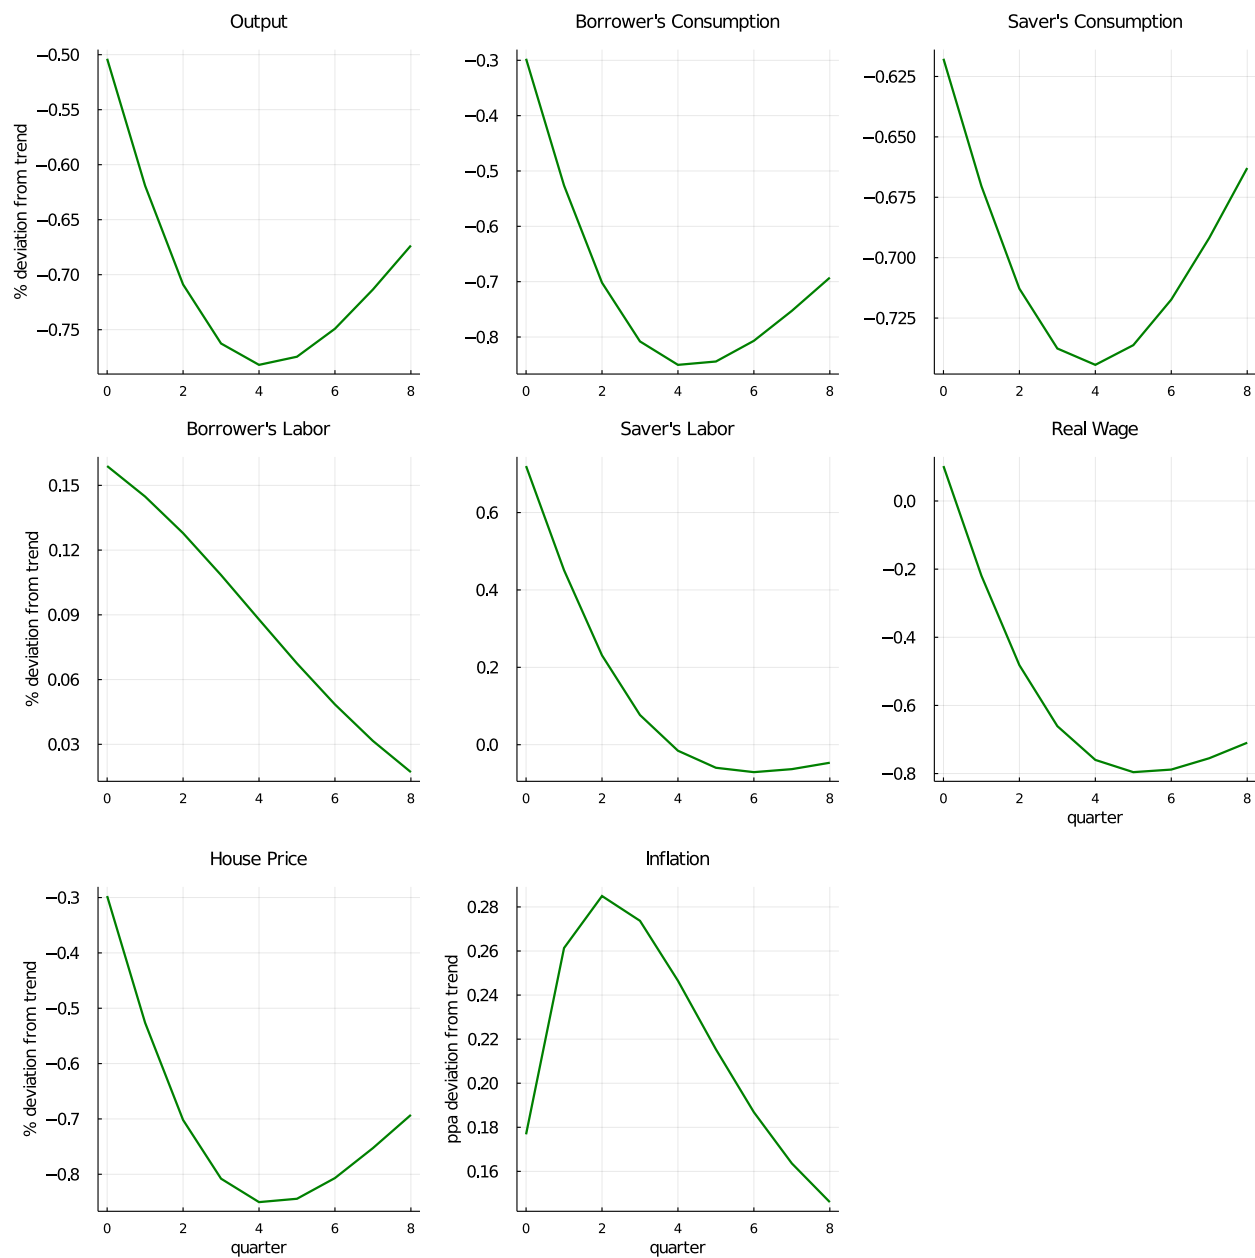 Output
Borrower's Consumption
Saver's Consumption
% deviation from trend
−0.50
−0.55
−0.60
−0.65
−0.70
−0.75
0 2 4 6 8
−0.3
−0.4
−0.5
−0.6
−0.7
−0.8
0 2 4 6 8
−0.625
−0.650
−0.675
−0.700
−0.725
0 2 4 6 8
Borrower's Labor
Saver's Labor
Real Wage
% deviation from trend
0.15
0.12
0.09
0.06
0.03
0 2 4 6 8
0.6
0.4
0.2
0.0
0 2 4 6 8
0.0
−0.2
−0.4
−0.6
−0.8
0 2 4 6 8
quarter
House Price
Inflation
% deviation from trend
−0.3
−0.4
−0.5
−0.6
−0.7
−0.8
0 2 4 6 8
quarter
ppa deviation from trend
0.28
0.26
0.24
0.22
0.20
0.18
0.16
0 2 4 6 8
quarter